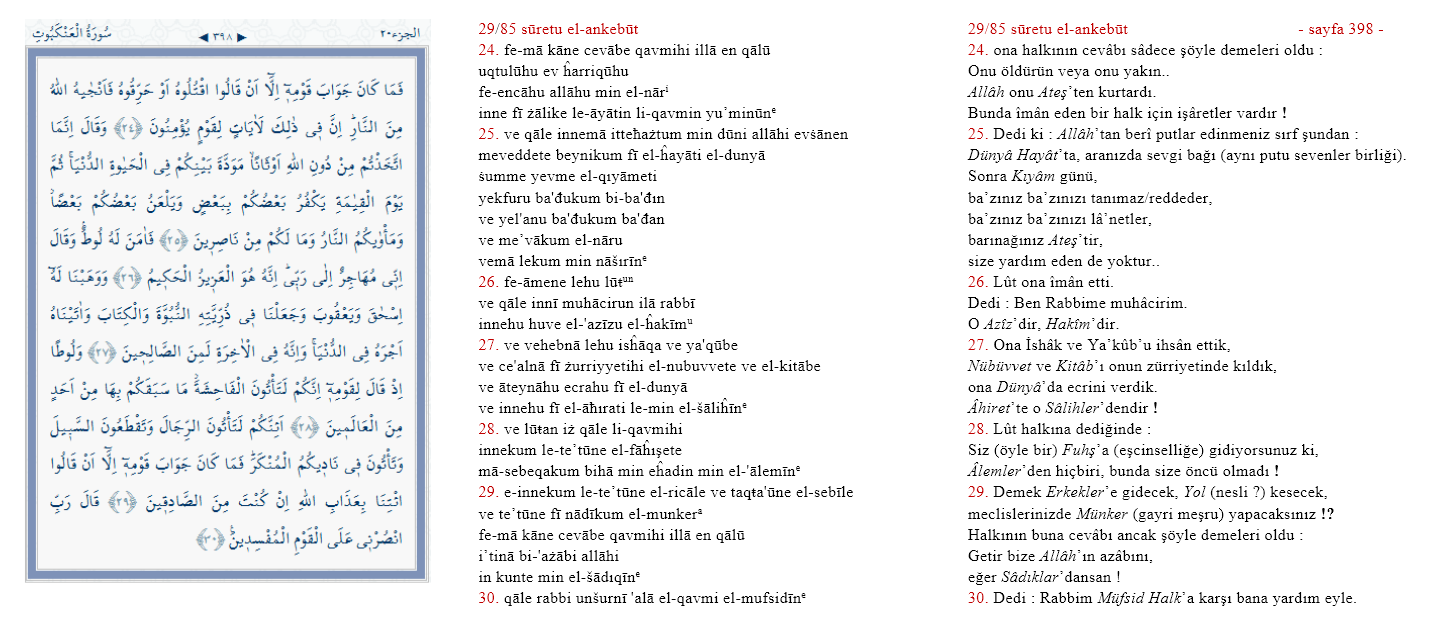 سُورَةُ الْعَنْكَبُوتِ
◀ ٣٩٨ ▶
الجزء٢٠
فَمَا كَانَ جَوَابَ قَوْمِهٖٓ اِلَّٓا اَنْ قَالُوا اقْتُلُوهُ اَوْ حَرِّقُوهُ فَاَنْجٰيهُ اللّٰهُ
مِنَ النَّارِۜ اِنَّ فٖي ذٰلِكَ لَاٰيَاتٍ لِقَوْمٍ يُؤْمِنُونَ ﴿٢٤﴾ وَقَالَ اِنَّمَا
اتَّخَذْتُمْ مِنْ دُونِ اللّٰهِ اَوْثَانًاۙ مَوَدَّةَ بَيْنِكُمْ فِي الْحَيٰوةِ الدُّنْيَاۚ ثُمَّ
يَوْمَ الْقِيٰمَةِ يَكْفُرُ بَعْضُكُمْ بِبَعْضٍ وَيَلْعَنُ بَعْضُكُمْ بَعْضًاۘ
وَمَأْوٰيكُمُ النَّارُ وَمَا لَكُمْ مِنْ نَاصِرٖينَ ﴿٢٥﴾ فَاٰمَنَ لَهُ لُوطٌۘ وَقَالَ
اِنّٖي مُهَاجِرٌ اِلٰى رَبّٖيۜ اِنَّهُ هُوَ الْعَزٖيزُ الْحَكٖيمُ ﴿٢٦﴾ وَوَهَبْنَا لَهُٓ
اِسْحٰقَ وَيَعْقُوبَ وَجَعَلْنَا فٖي ذُرِّيَّتِهِ النُّبُوَّةَ وَالْكِتَابَ وَاٰتَيْنَاهُ
اَجْرَهُ فِي الدُّنْيَاۚ وَاِنَّهُ فِي الْاٰخِرَةِ لَمِنَ الصَّالِحٖينَ ﴿٢٧﴾ وَلُوطًا
اِذْ قَالَ لِقَوْمِهٖٓ اِنَّكُمْ لَتَأْتُونَ الْفَاحِشَةَۘ مَا سَبَقَكُمْ بِهَا مِنْ اَحَدٍ
مِنَ الْعَالَمٖينَ ﴿٢٨﴾ اَئِنَّكُمْ لَتَأْتُونَ الرِّجَالَ وَتَقْطَعُونَ السَّبٖيلَ
وَتَأْتُونَ فٖي نَادٖيكُمُ الْمُنْكَرَۜ فَمَا كَانَ جَوَابَ قَوْمِهٖٓ اِلَّٓا اَنْ قَالُوا
ائْتِنَا بِعَذَابِ اللّٰهِ اِنْ كُنْتَ مِنَ الصَّادِقٖينَ ﴿٢٩﴾ قَالَ رَبِّ
انْصُرْنٖي عَلَى الْقَوْمِ الْمُفْسِدٖينَ۟ ﴿٣٠﴾
29/85 sūretu el-ankebūt
24. fe-mā kāne cevābe qavmihi illā en qālū
uqtulūhu ev ĥarriqūhu
fe-encāhu allāhu min el-nārⁱ
inne fī żālike le-āyātin li-qavmin yu’minūnᵉ
25. ve qāle innemā itteħażtum min dūni allāhi evśānen
meveddete beynikum fī el-ĥayāti el-dunyā
śumme yevme el-qıyāmeti
yekfuru ba'đukum bi-ba'đın
ve yel'anu ba'đukum ba'đan
ve me’vākum el-nāru
vemā lekum min nāšırīnᵉ
26. fe-āmene lehu lūŧᵘⁿ
ve qāle innī muhācirun ilā rabbī
innehu huve el-'azīzu el-ĥakīmᵘ
27. ve vehebnā lehu isĥāqa ve ya'qūbe
ve ce'alnā fī żurriyyetihi el-nubuvvete ve el-kitābe
ve āteynāhu ecrahu fī el-dunyā
ve innehu fī el-āħırati le-min el-šāliĥīnᵉ
28. ve lūŧan iż qāle li-qavmihi
innekum le-te’tūne el-fāĥışete
mā-sebeqakum bihā min eĥadin min el-'ālemīnᵉ
29. e-innekum le-te’tūne el-ricāle ve taqŧa'ūne el-sebīle
ve te’tūne fī nādīkum el-munkerᵃ
fe-mā kāne cevābe qavmihi illā en qālū
i’tinā bi-'ażābi allāhi
in kunte min el-šādıqīnᵉ
30. qāle rabbi unšurnī 'alā el-qavmi el-mufsidīnᵉ
29/85 sūretu el-ankebūt - sayfa 398 -
24. ona halkının cevâbı sâdece şöyle demeleri oldu :
Onu öldürün veya onu yakın..
Allâh onu Ateş’ten kurtardı.
Bunda îmân eden bir halk için işâretler vardır !
25. Dedi ki : Allâh’tan berî putlar edinmeniz sırf şundan :
Dünyâ Hayât’ta, aranızda sevgi bağı (aynı putu sevenler birliği).
Sonra Kıyâm günü,
ba’zınız ba’zınızı tanımaz/reddeder,
ba’zınız ba’zınızı lâ’netler,
barınağınız Ateş’tir,
size yardım eden de yoktur..
26. Lût ona îmân etti.
Dedi : Ben Rabbime muhâcirim.
O Azîz’dir, Hakîm’dir.
27. Ona İshâk ve Ya’kûb’u ihsân ettik,
Nübüvvet ve Kitâb’ı onun zürriyetinde kıldık,
ona Dünyâ’da ecrini verdik.
Âhiret’te o Sâlihler’dendir !
28. Lût halkına dediğinde :
Siz (öyle bir) Fuhş’a (eşcinselliğe) gidiyorsunuz ki,
Âlemler’den hiçbiri, bunda size öncü olmadı !
29. Demek Erkekler’e gidecek, Yol (nesli ?) kesecek,
meclislerinizde Münker (gayri meşru) yapacaksınız !?
Halkının buna cevâbı ancak şöyle demeleri oldu :
Getir bize Allâh’ın azâbını,
eğer Sâdıklar’dansan !
30. Dedi : Rabbim Müfsid Halk’a karşı bana yardım eyle.